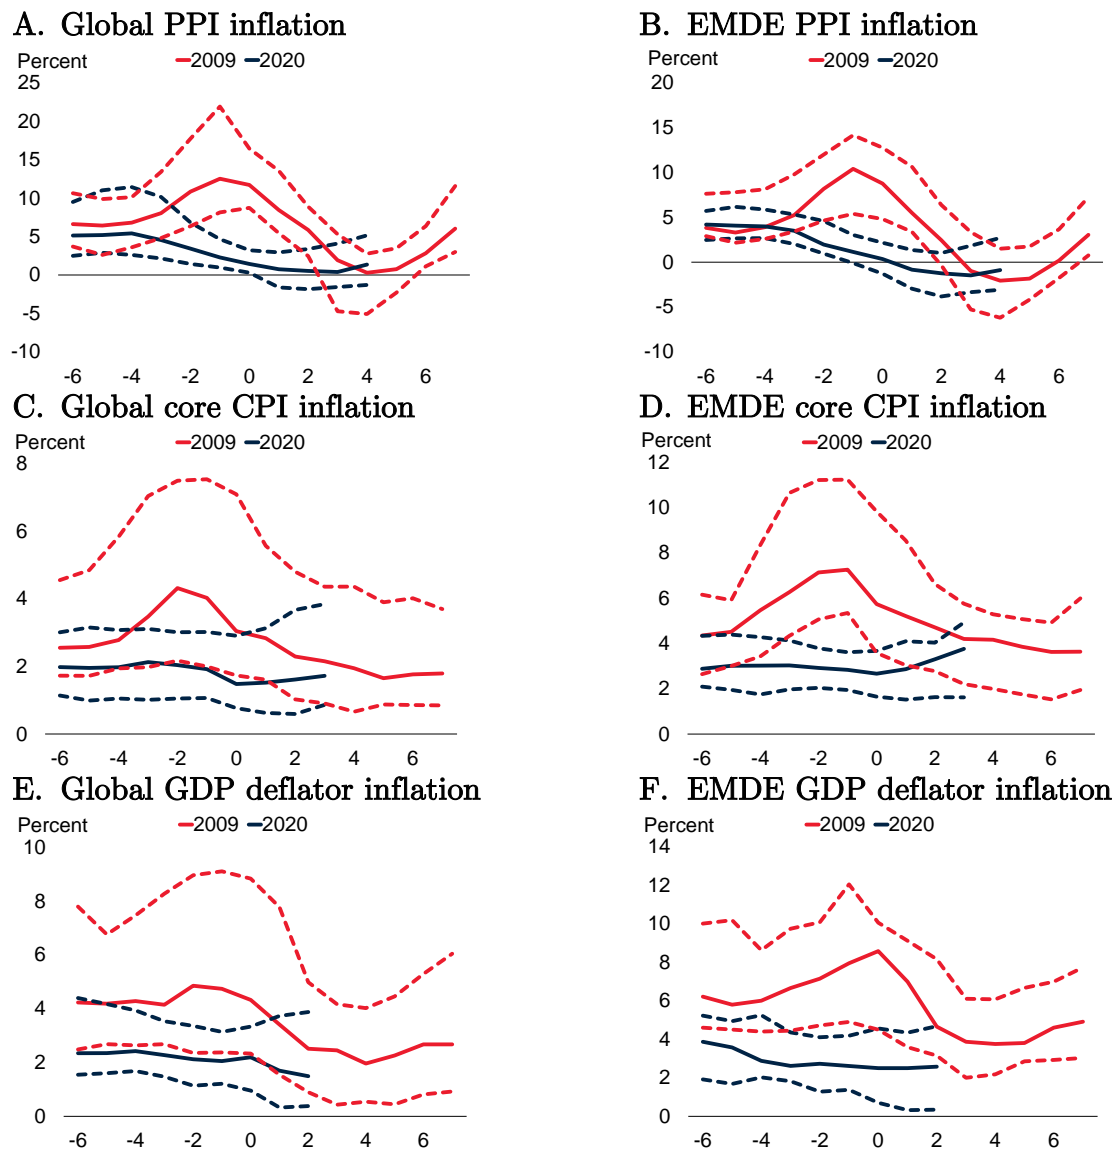 A. Global PPI inflation
Percent
2009 2020
25
20
15
10
5
0
-5
-10
-6 -4 -2 0 2 4 6
B. EMDE PPI inflation
Percent
2009 2020
20
15
10
5
0
-5
-10
-6 -4 -2 0 2 4 6
C. Global core CPI inflation
Percent
2009 2020
8
6
4
2
0
-6 -4 -2 0 2 4 6
D. EMDE core CPI inflation
Percent
2009 2020
12
10
8
6
4
2
0
-6 -4 -2 0 2 4 6
E. Global GDP deflator inflation
Percent
2009 2020
10
8
6
4
2
0
-6 -4 -2 0 2 4 6
F. EMDE GDP deflator inflation
Percent
2009 2020
14
12
10
8
6
4
2
0
-6 -4 -2 0 2 4 6